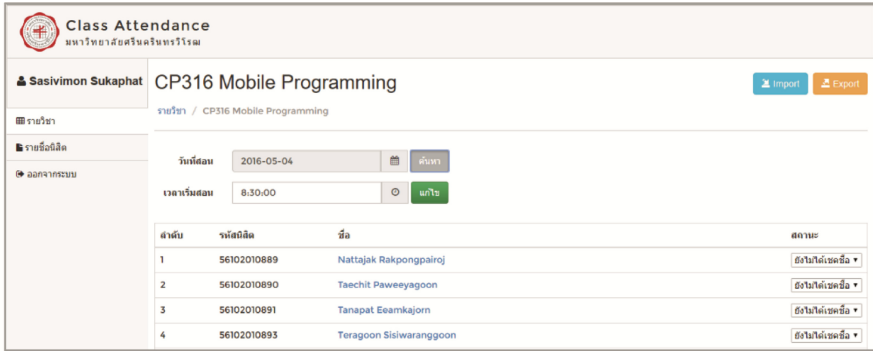 Class Attendance
มหาวิทยาลัยศรีนครินทรวิโรฒ
Sasivimon Sukaphat
CP316 Mobile Programming
Import
Export
รายวิชา / CP316 Mobile Programming
รายวิชา
รายชื่อนิสิต
ออกจากระบบ
วันที่สอน 2016-05-04 ค้นหา
เวลาเริ่มสอน 8:30:00 แก้ไข
ลำดับ รหัสนิสิต ชื่อ สถานะ
1 56102010889 Nattajak Rakpongpairoj ยังไม่ได้เชคชื่อ
2 56102010890 Taechit Paweeyagoon ยังไม่ได้เชคชื่อ
3 56102010891 Tanapat Eeamkajorn ยังไม่ได้เชคชื่อ
4 56102010893 Teragoon Sisiwaranggoon ยังไม่ได้เชคชื่อ